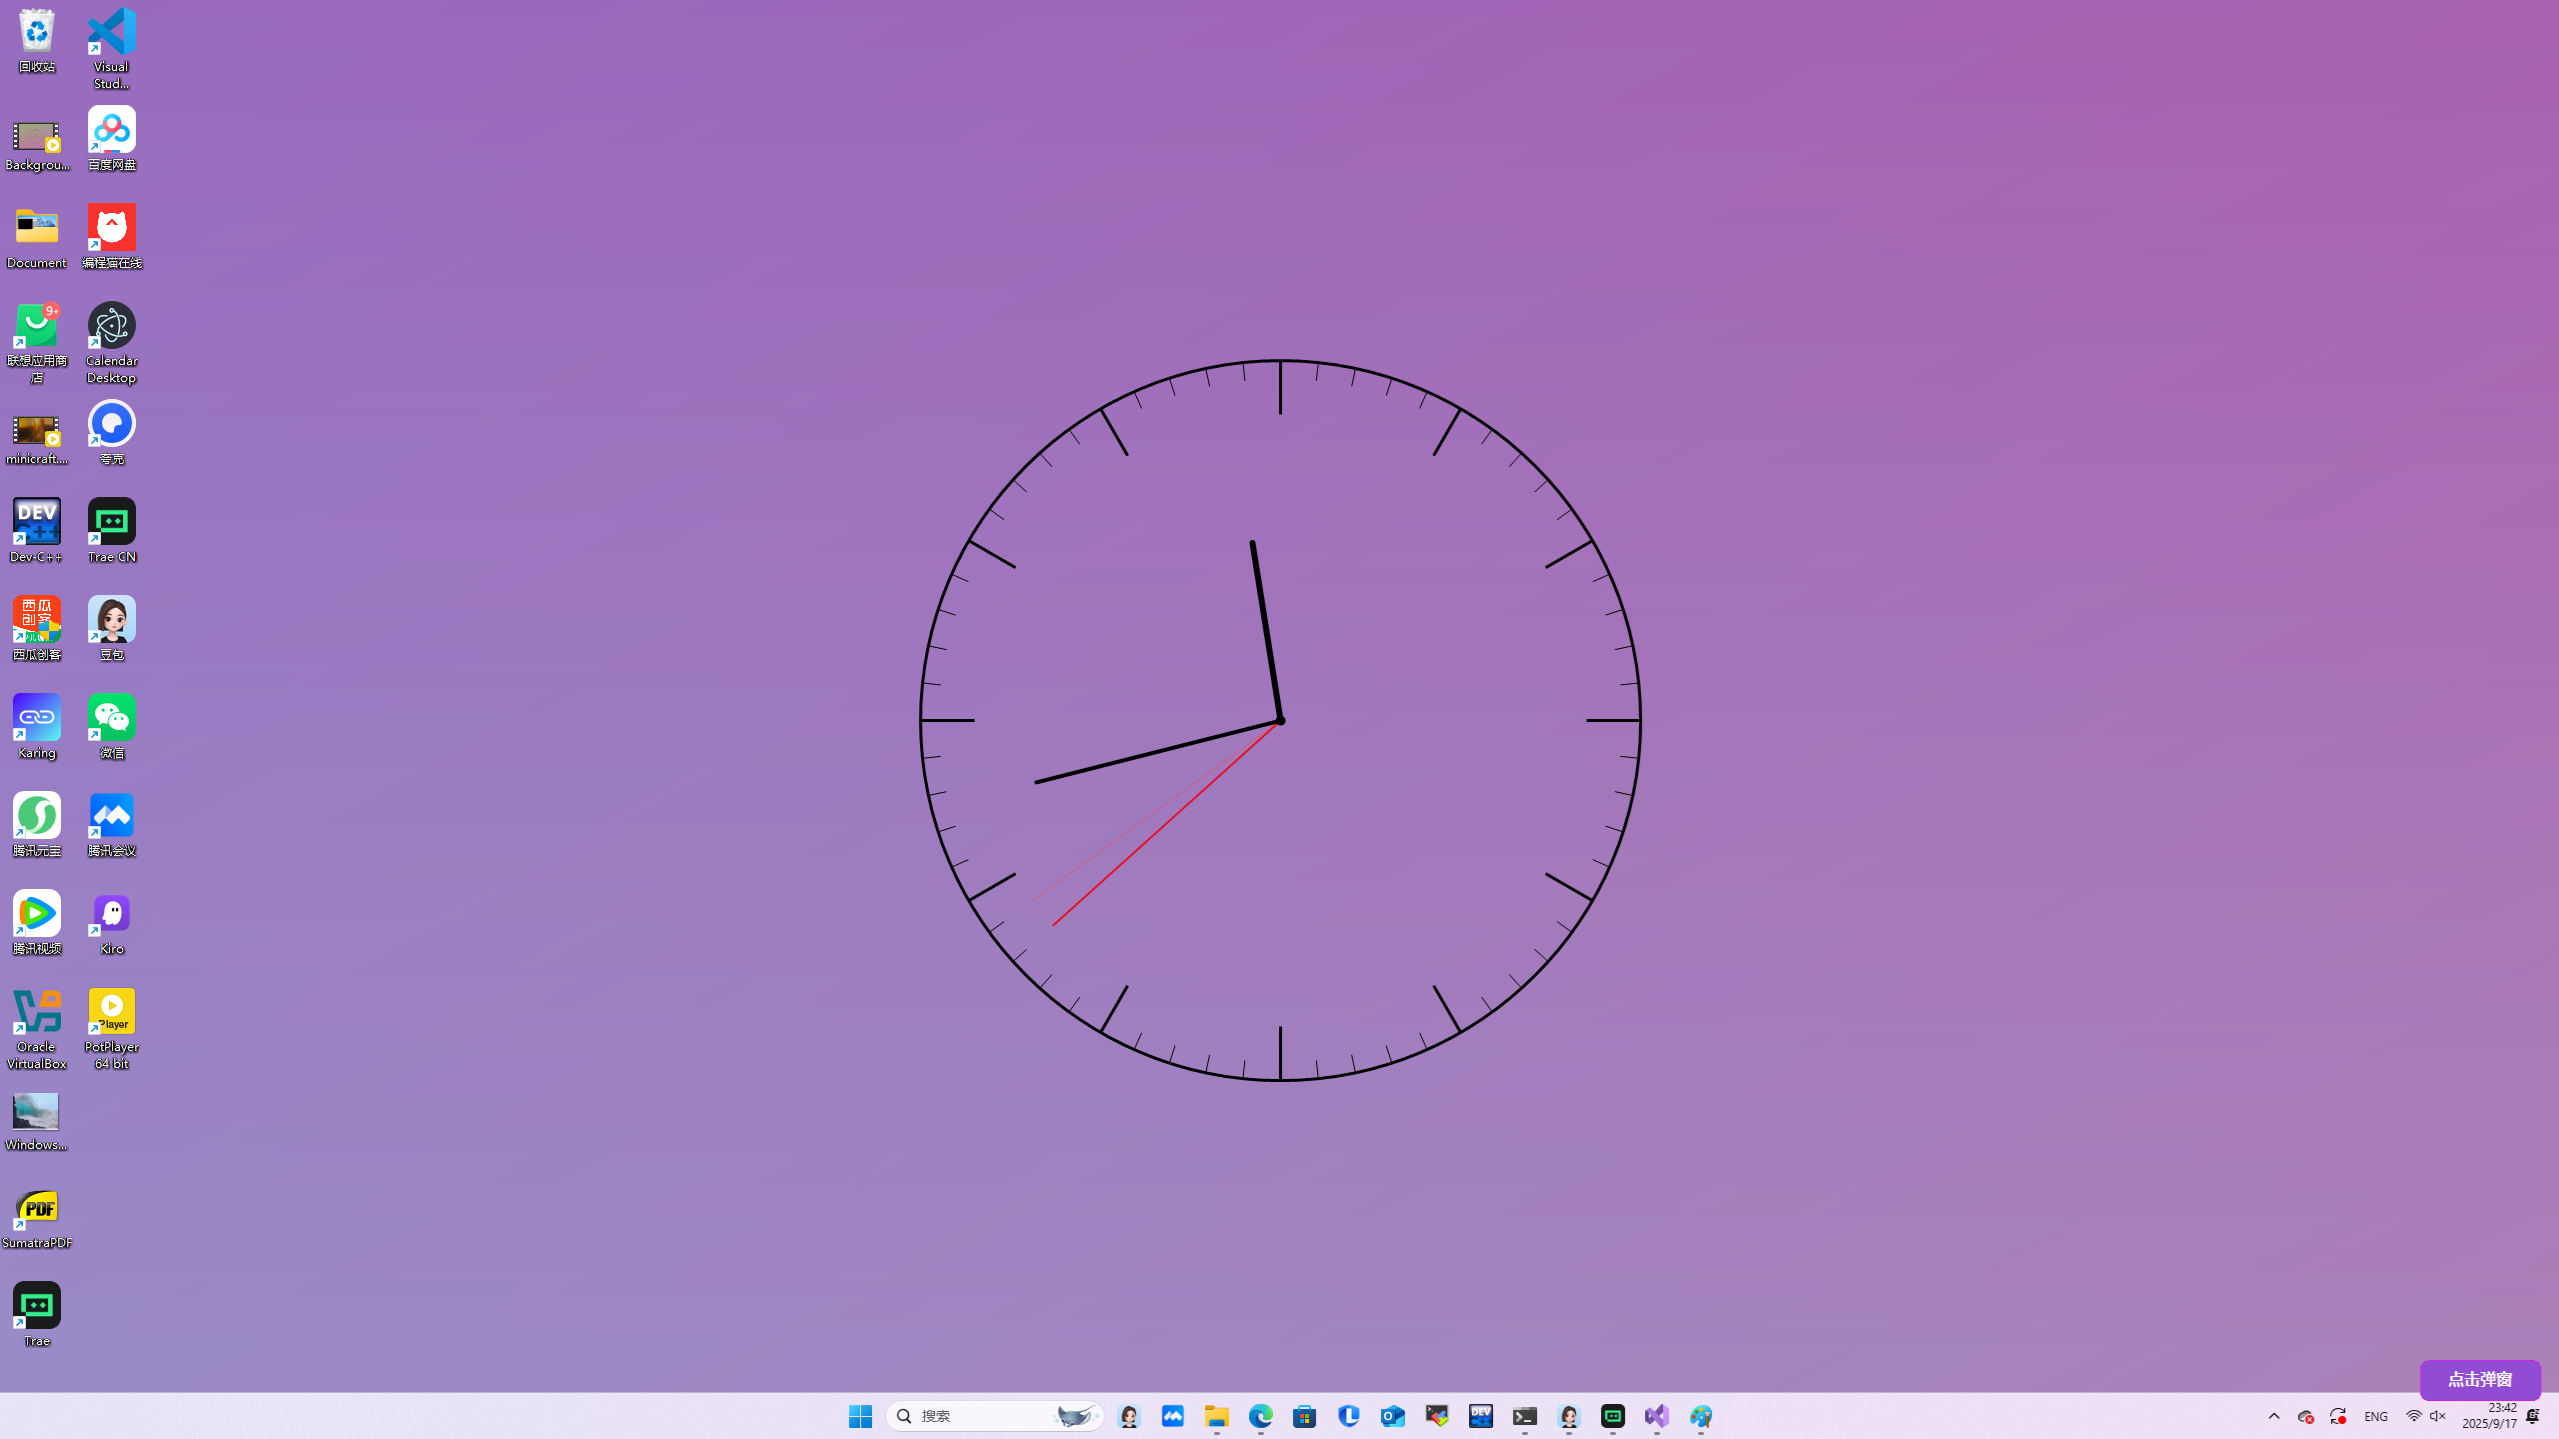 回收站
Visual
Stud...
Backgrou...
百度网盘
Document
编程猫在线
9+
联想应用商
店
Calendar
Desktop
minicraft....
夸克
DEV
C++
Dev-C++
Trae CN
西瓜
创客
西瓜创客
豆包
Karing
微信
腾讯元宝
腾讯会议
腾讯视频
Kiro
Oracle
VirtualBox
Player
PotPlayer
64 bit
Windows...
PDF
SumatraPDF
Trae
点击弹窗
搜索
DEV
ENG
23:42
2025/9/17